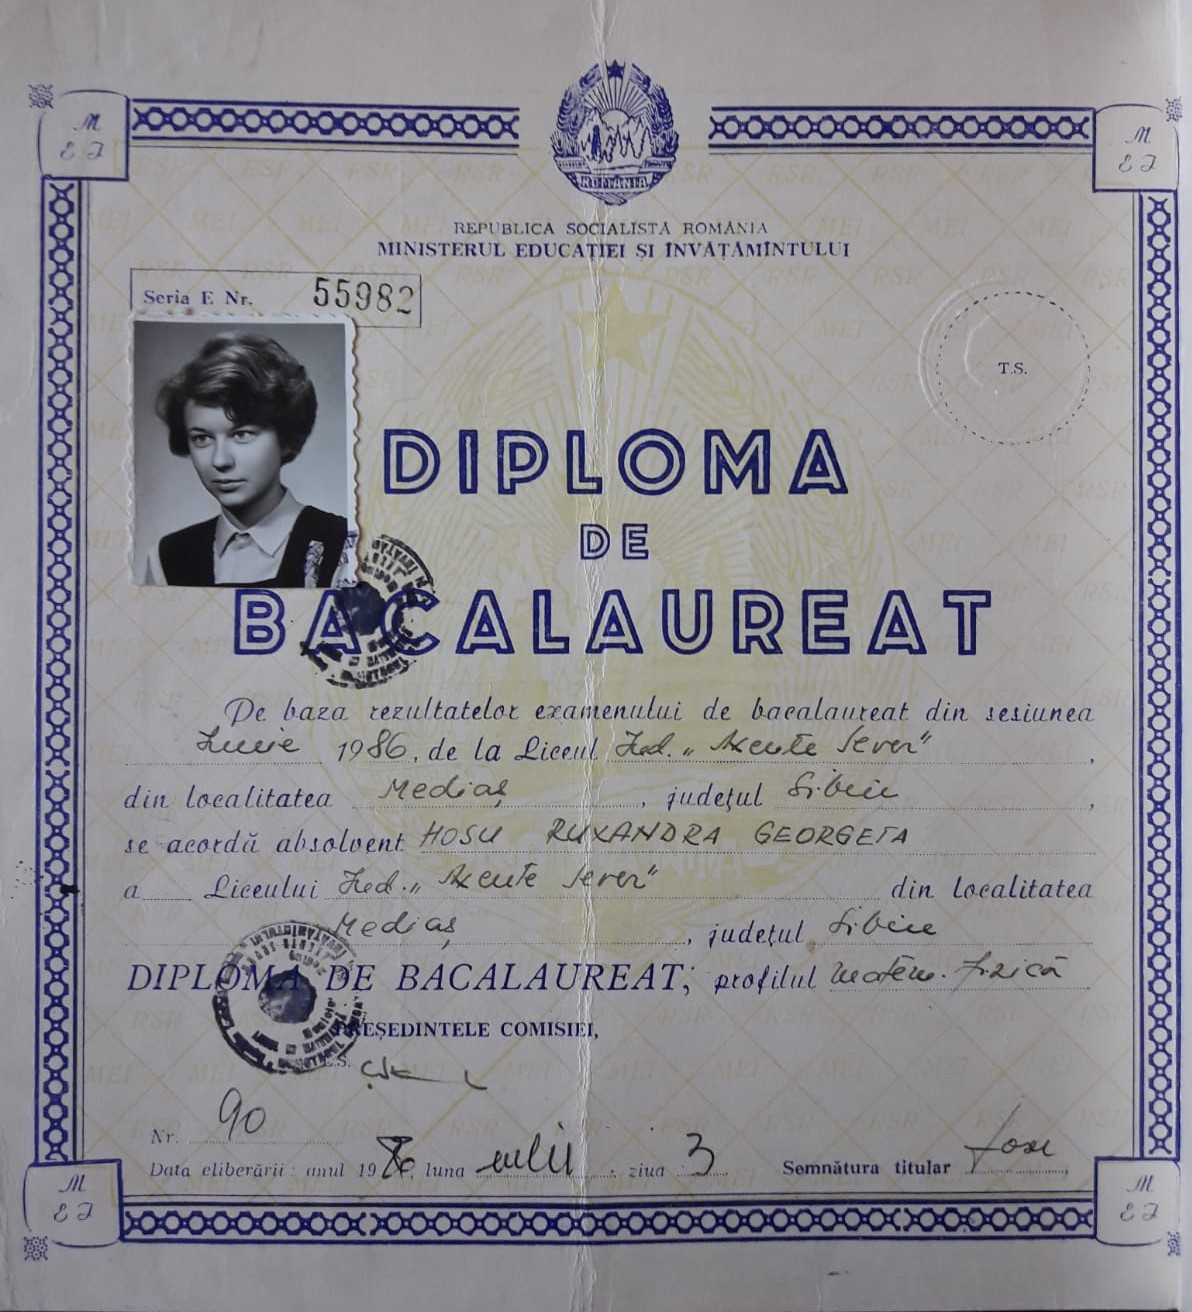 ROMÂNIA
REPUBLICA SOCIALISTĂ ROMÂNIA
MINISTERUL EDUCAȚIEI ȘI ÎNVĂȚĂMÎNTULUI
Seria E Nr. 55982
T.S.
DIPLOMA
DE
BACALAUREAT
Pe baza rezultatelor examenului de bacalaureat din sesiunea
Iunie 1986, de la Liceul Ind. „Axente Sever"
din localitatea Mediaș, județul Sibiu,
se acordă absolvent HOSU RUXANDRA GEORGETA
a Liceului Ind. „Axente Sever" din localitatea
Mediaș, județul Sibiu
DIPLOMA DE BACALAUREAT; profilul matem. fizică
PREȘEDINTELE COMISIEI,
L.S.
Nr. 90
Data eliberării: anul 1986, luna iulii ziua 3 Semnătura titular Hosu
M
E I
M
E I
M
E I
M
E I